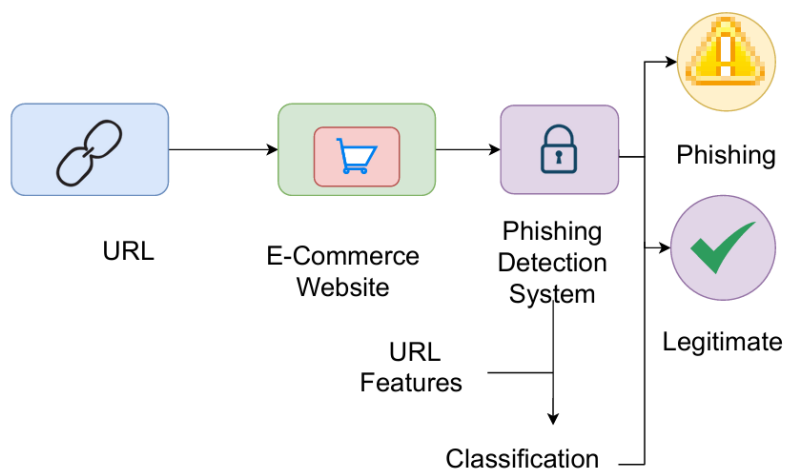 URL
E-Commerce
Website
Phishing
Detection
System
Phishing
Legitimate
URL
Features
Classification